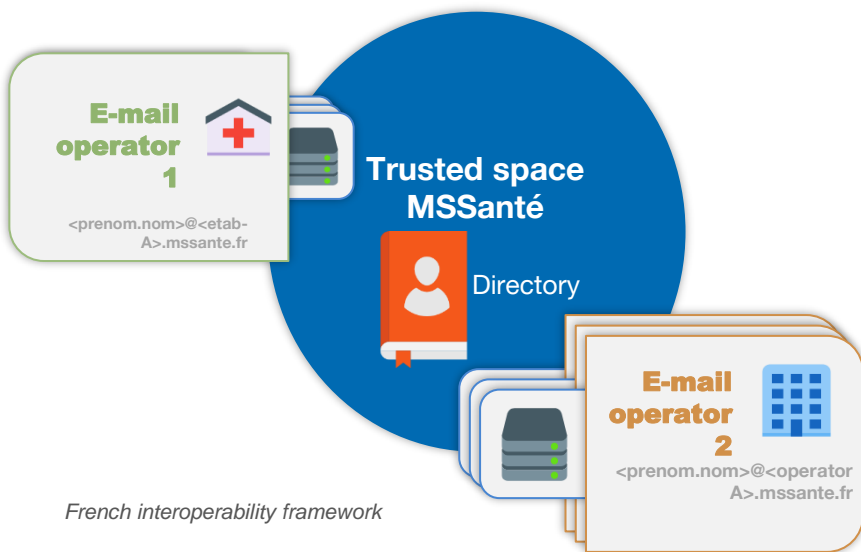 E-mail
operator
1
<prenom.nom>@<etab-
A>.mssante.fr
Trusted space
MSSanté
Directory
E-mail
operator
2
<prenom.nom>@<operator
A>.mssante.fr
French interoperability framework